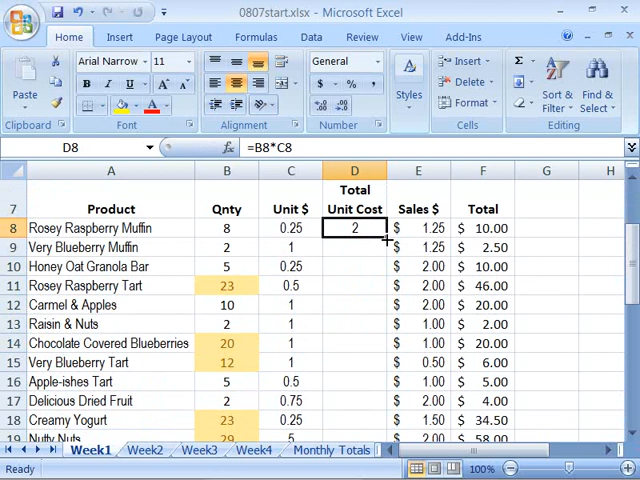 0807start.xlsx - Microsoft Excel
Home Insert Page Layout Formulas Data Review View Add-Ins
Paste
Arial Narrow 11
B I U A A
A
General
$ % ,
.00
.0
A
Styles
Insert
Delete
Format
Σ
Sort & Filter
Find & Select
Clipboard Font Alignment Number Cells Editing
D8 fx =B8*C8
A B C D E F G H
7 Product Qnty Unit $ Total Unit Cost Sales $ Total
8 Rosey Raspberry Muffin 8 0.25 2 $ 1.25 $ 10.00
9 Very Blueberry Muffin 2 1 $ 1.25 $ 2.50
10 Honey Oat Granola Bar 5 0.25 $ 2.00 $ 10.00
11 Rosey Raspberry Tart 23 0.5 $ 2.00 $ 46.00
12 Carmel & Apples 10 1 $ 2.00 $ 20.00
13 Raisin & Nuts 2 1 $ 1.00 $ 2.00
14 Chocolate Covered Blueberries 20 1 $ 1.00 $ 20.00
15 Very Blueberry Tart 12 1 $ 0.50 $ 6.00
16 Apple-ishes Tart 5 0.5 $ 1.00 $ 5.00
17 Delicious Dried Fruit 2 0.75 $ 2.00 $ 4.00
18 Creamy Yogurt 23 0.25 $ 1.50 $ 34.50
19 Nutty Nuts 29 5 $ 2.00 $ 58.00
Week1 Week2 Week3 Week4 Monthly Totals
Ready 100%